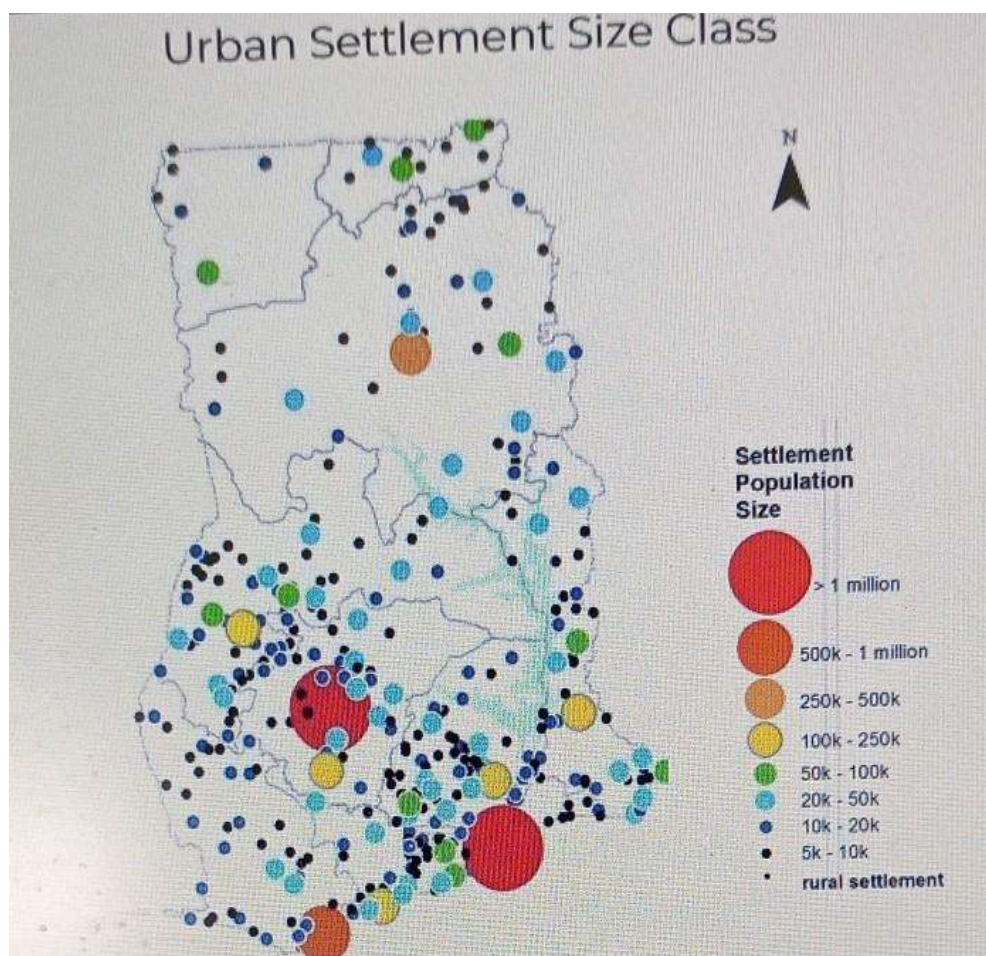 Urban Settlement Size Class
N
Settlement
Population
Size
> 1 million
500k - 1 million
250k - 500k
100k - 250k
50k - 100k
20k - 50k
10k - 20k
5k - 10k
rural settlement